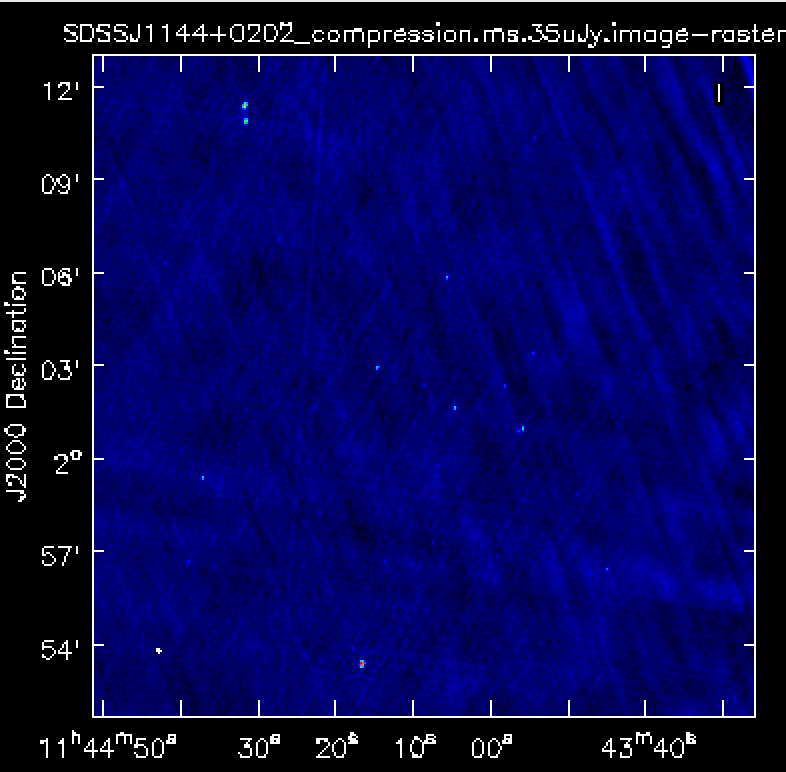 SDSSJ1144+0202_compression.ms.35uJy.image-raster
I
12'
09'
06'
03'
2°
57'
54'
J2000 Declination
11ʰ44ᵐ50ˢ 30ˢ 20ˢ 10ˢ 00ˢ 43ᵐ40ˢ